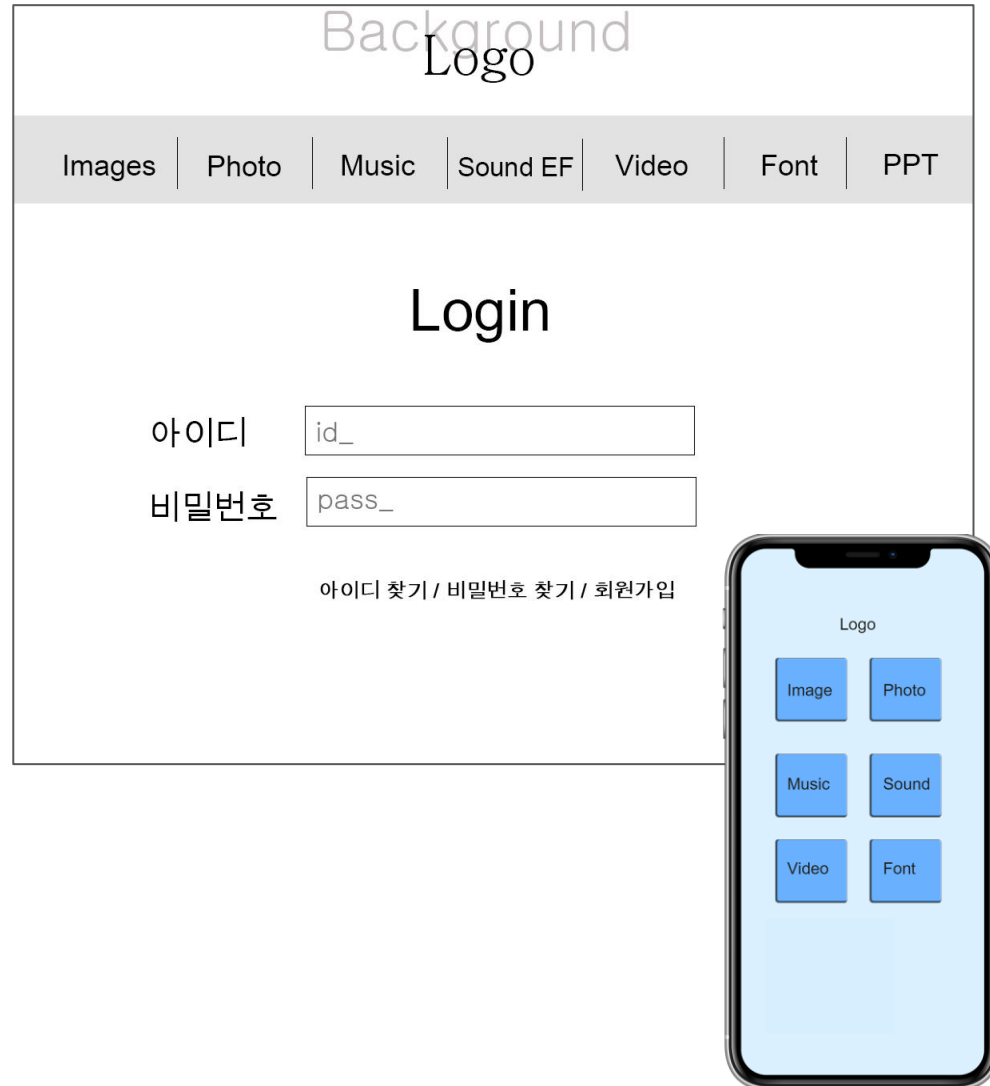 Background
Logo
Images Photo Music Sound EF Video Font PPT
Login
아이디 id_
비밀번호 pass_
아이디 찾기 / 비밀번호 찾기 / 회원가입
Logo
Image Photo
Music Sound
Video Font